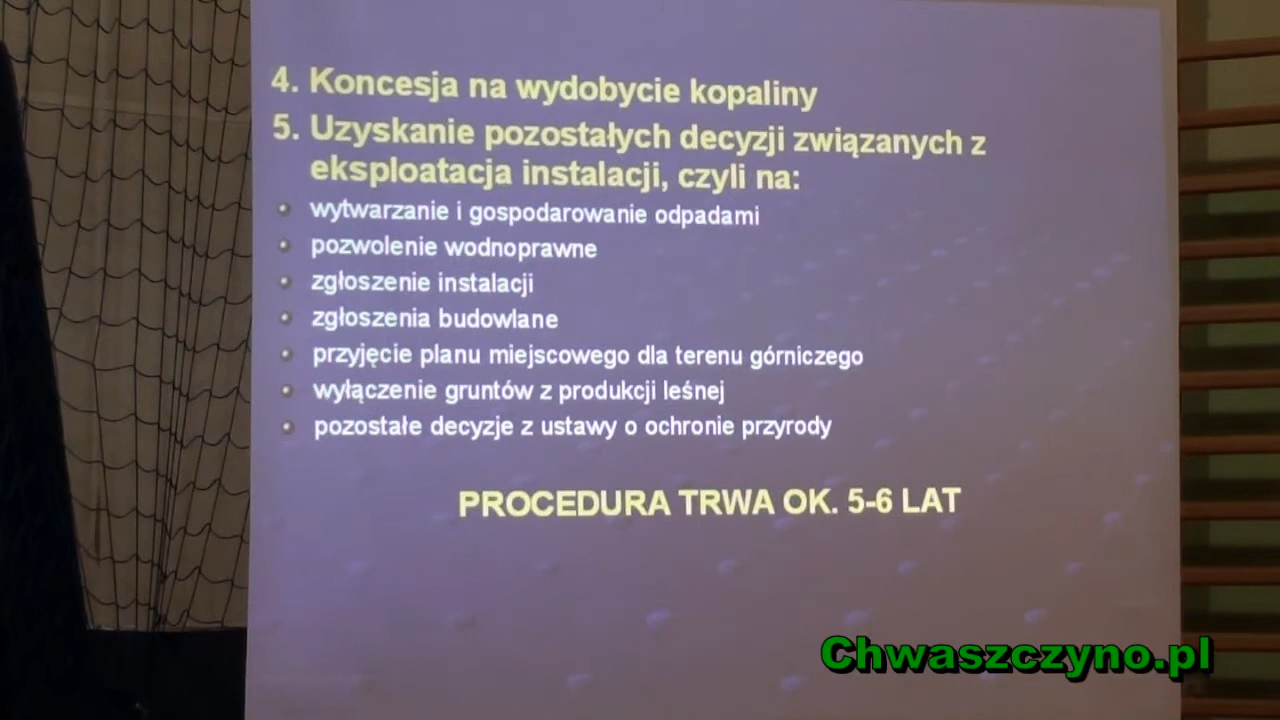 4. Koncesja na wydobycie kopaliny
5. Uzyskanie pozostałych decyzji związanych z
eksploatacja instalacji, czyli na:
wytwarzanie i gospodarowanie odpadami
pozwolenie wodnoprawne
zgłoszenie instalacji
zgłoszenia budowlane
przyjęcie planu miejscowego dla terenu górniczego
wyłączenie gruntów z produkcji leśnej
pozostałe decyzje z ustawy o ochronie przyrody
PROCEDURA TRWA OK. 5-6 LAT
Chwaszczyno.pl